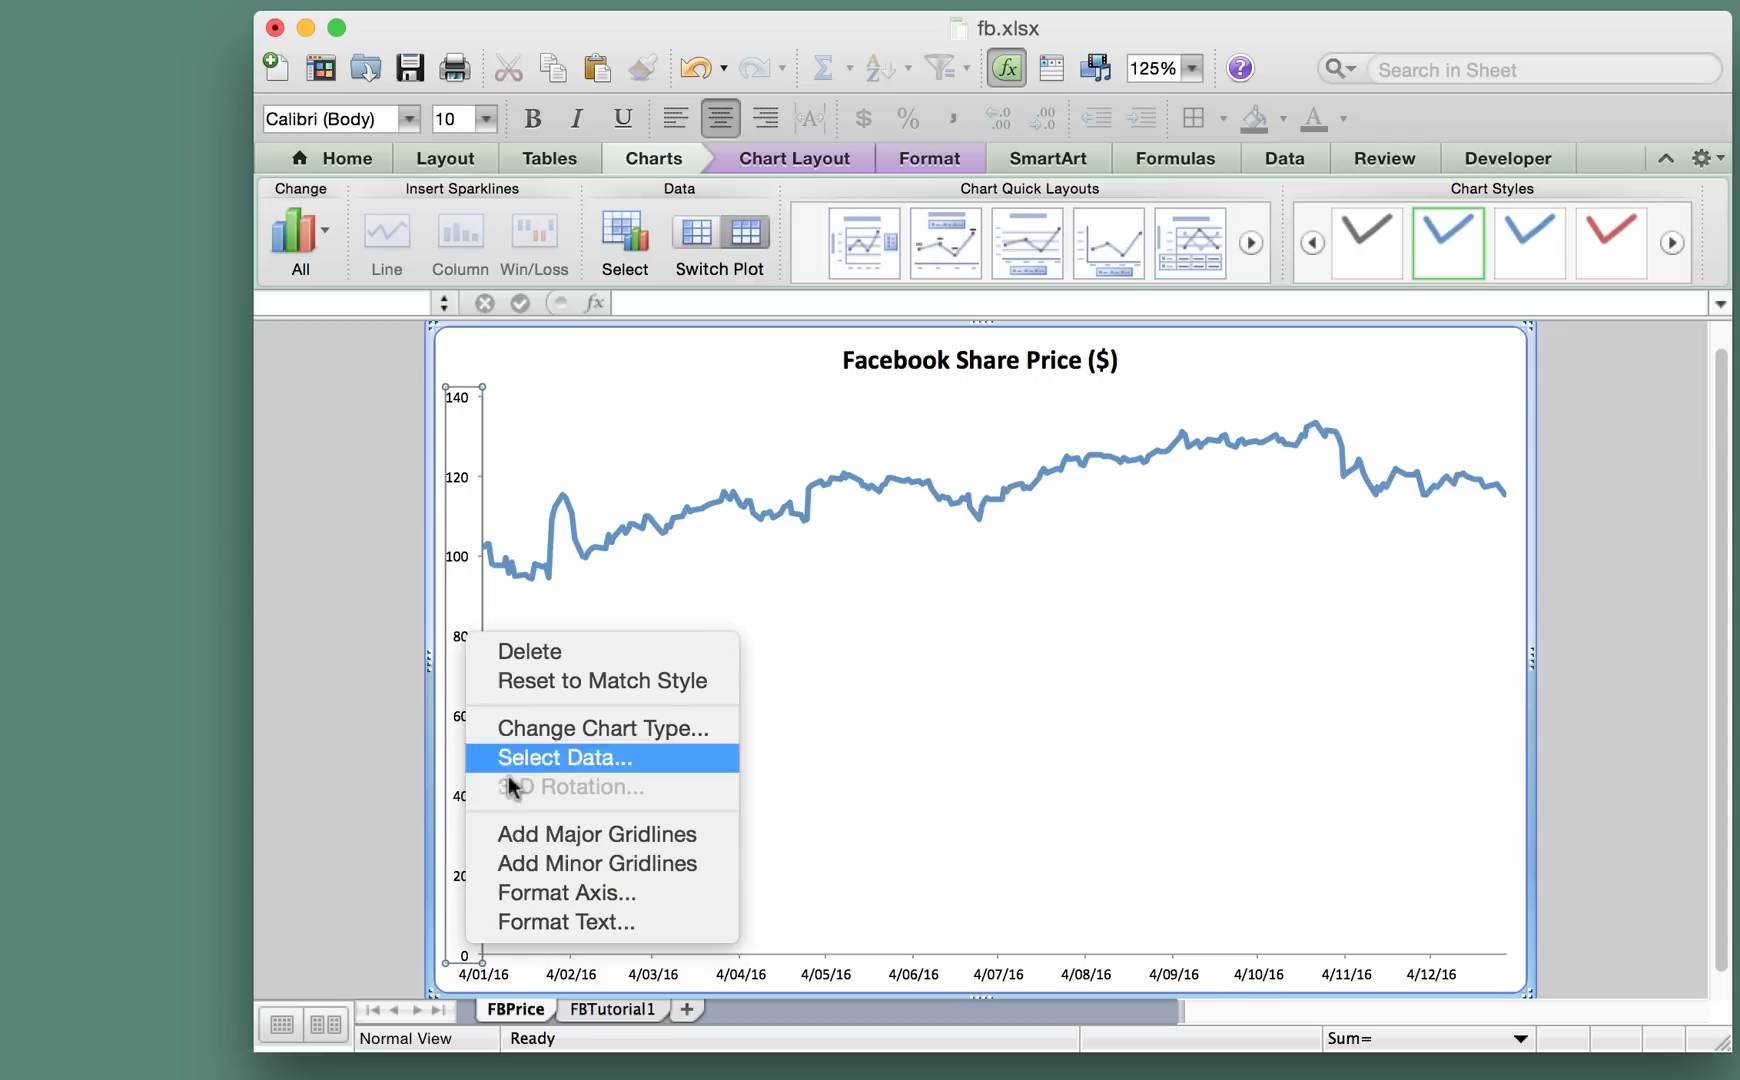 fb.xlsx
125%
?
Search in Sheet
Calibri (Body)
10
B I U
A
$ % ,
.0 .00
.00 .0
A
Home
Layout
Tables
Charts
Chart Layout
Format
SmartArt
Formulas
Data
Review
Developer
Change
Insert Sparklines
Data
Chart Quick Layouts
Chart Styles
All
Line
Column
Win/Loss
Select
Switch Plot
fx
Facebook Share Price ($)
140
120
100
80
60
40
20
0
Delete
Reset to Match Style
Change Chart Type...
Select Data...
Rotation...
Add Major Gridlines
Add Minor Gridlines
Format Axis...
Format Text...
4/01/16
4/02/16
4/03/16
4/04/16
4/05/16
4/06/16
4/07/16
4/08/16
4/09/16
4/10/16
4/11/16
4/12/16
FBPrice
FBTutorial1
+
Normal View
Ready
Sum=